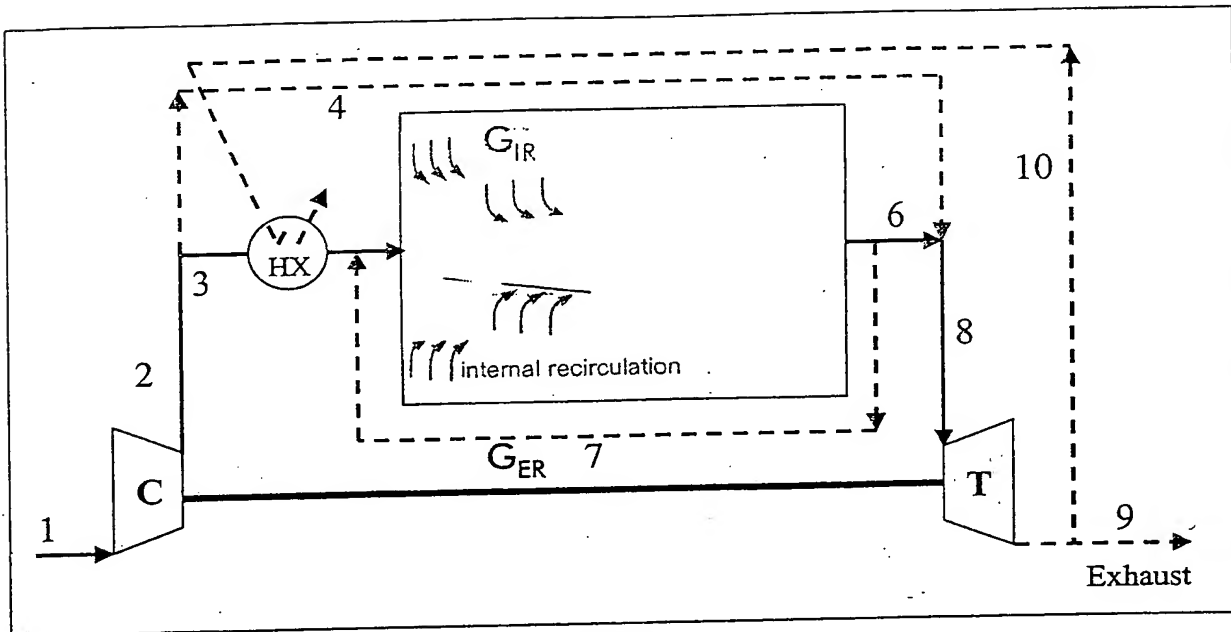 4
G_IR
10
6
3
HX
8
internal recirculation
2
G_ER 7
C
T
1
9
Exhaust